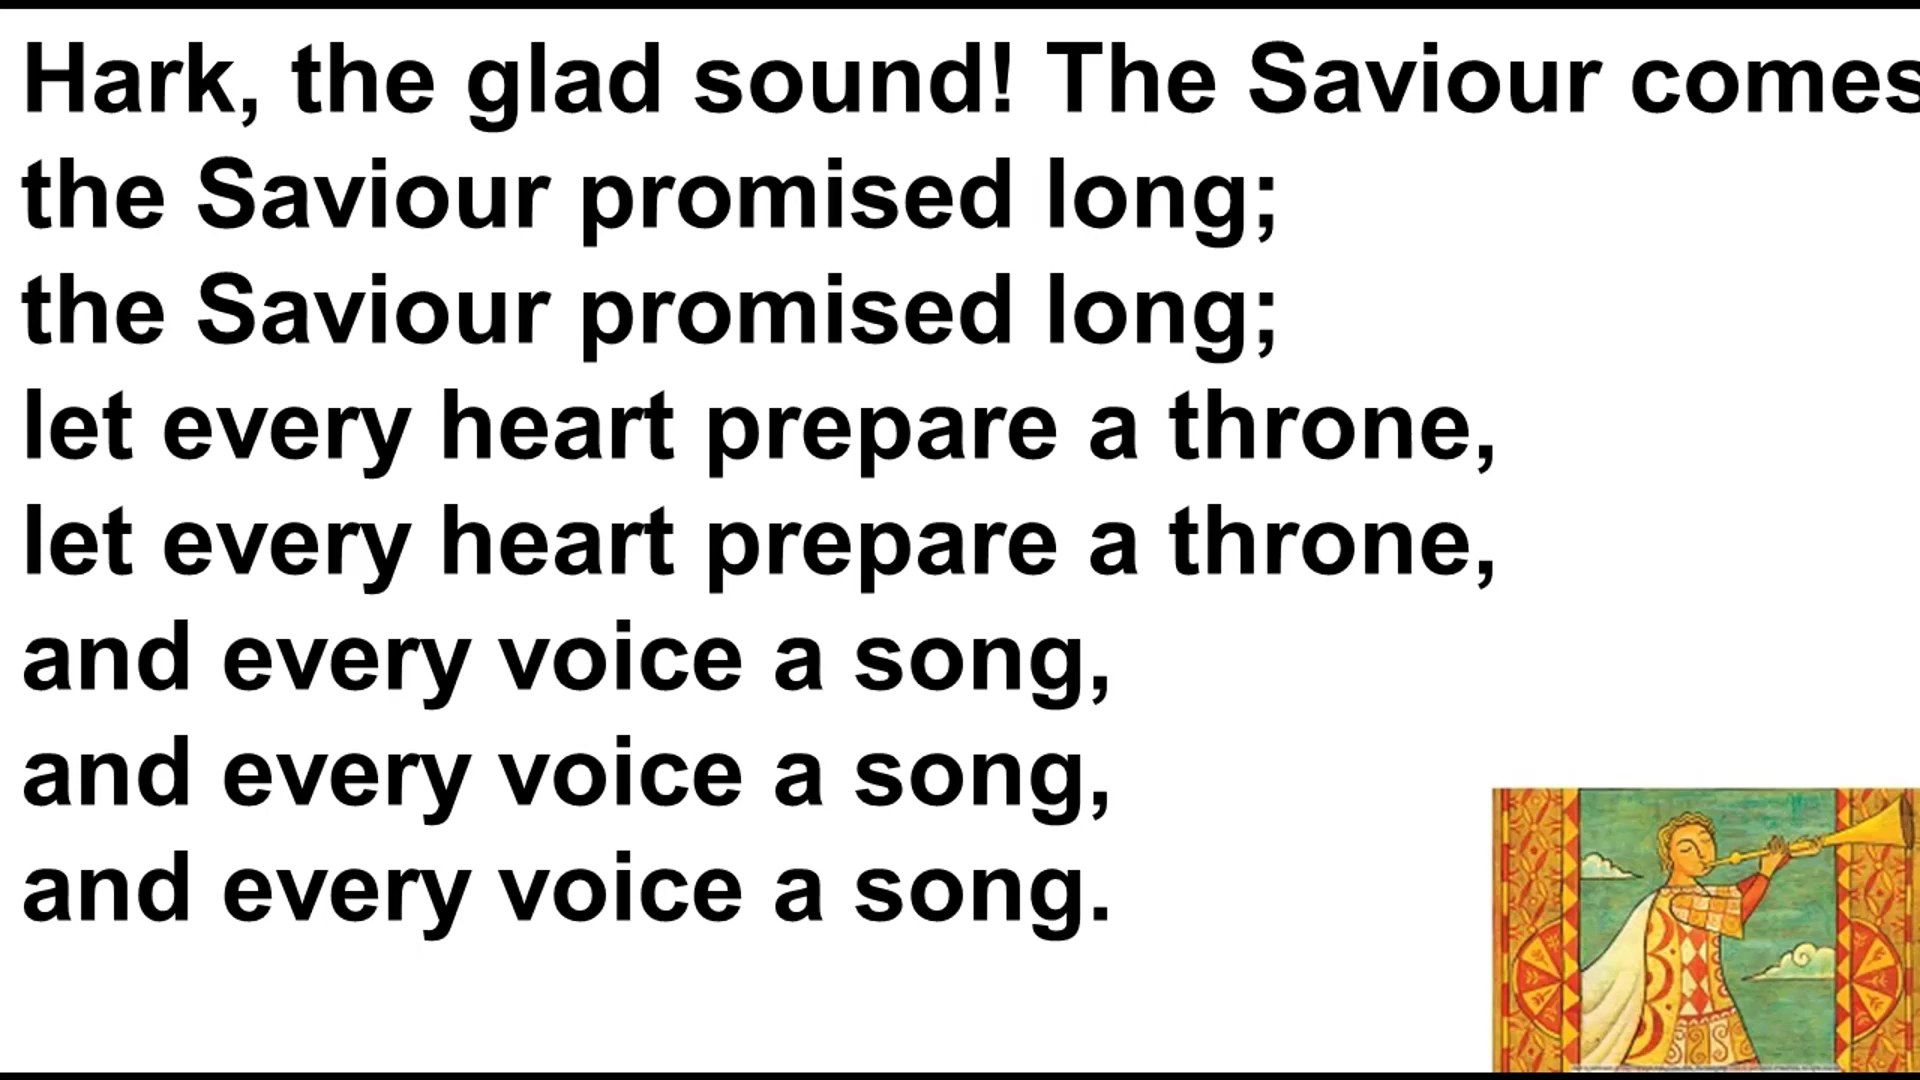 Hark, the glad sound! The Saviour comes
the Saviour promised long;
the Saviour promised long;
let every heart prepare a throne,
let every heart prepare a throne,
and every voice a song,
and every voice a song,
and every voice a song.